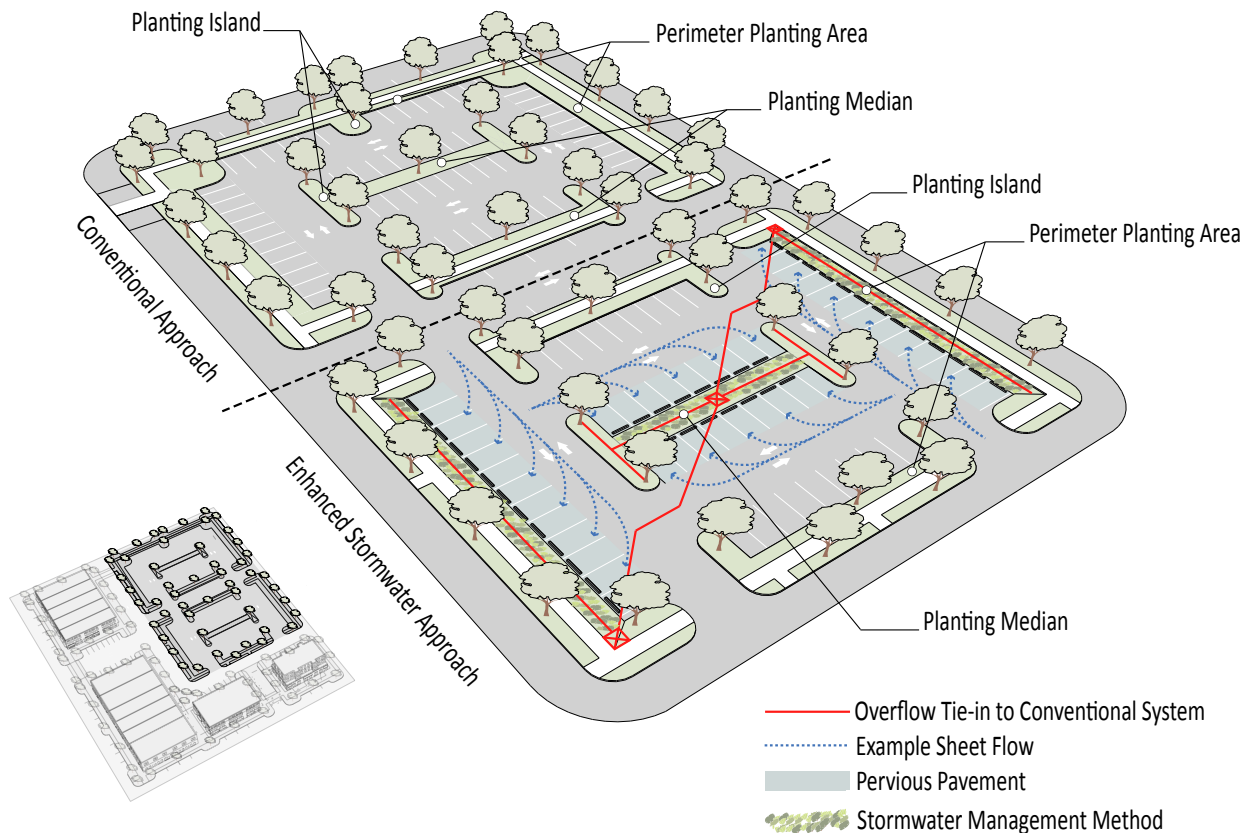 Planting Island
Perimeter Planting Area
Planting Median
Planting Island
Perimeter Planting Area
Conventional Approach
Enhanced Stormwater Approach
Planting Median
Overflow Tie-in to Conventional System
Example Sheet Flow
Pervious Pavement
Stormwater Management Method